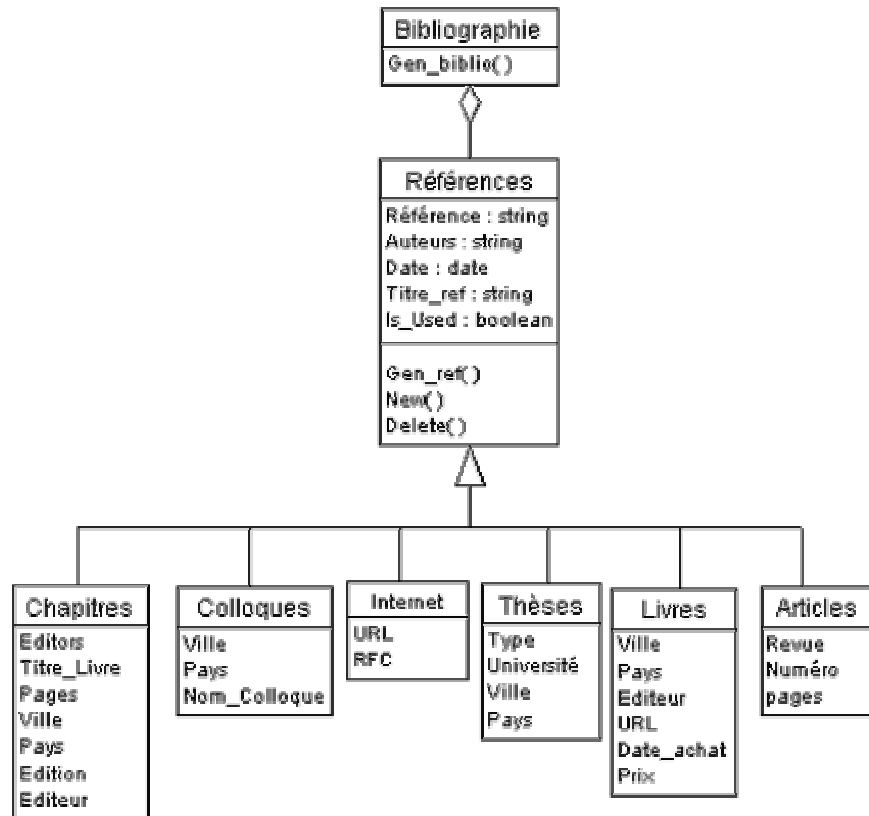 Bibliographie
Gen_biblio()
Références
Référence : string
Auteurs : string
Date : date
Titre_ref : string
Is_Used : boolean
Gen_ref()
New()
Delete()
Chapitres
Editors
Titre_Livre
Pages
Ville
Pays
Edition
Editeur
Colloques
Ville
Pays
Nom_Colloque
Internet
URL
RFC
Thèses
Type
Université
Ville
Pays
Livres
Ville
Pays
Editeur
URL
Date_achat
Prix
Articles
Revue
Numéro
pages